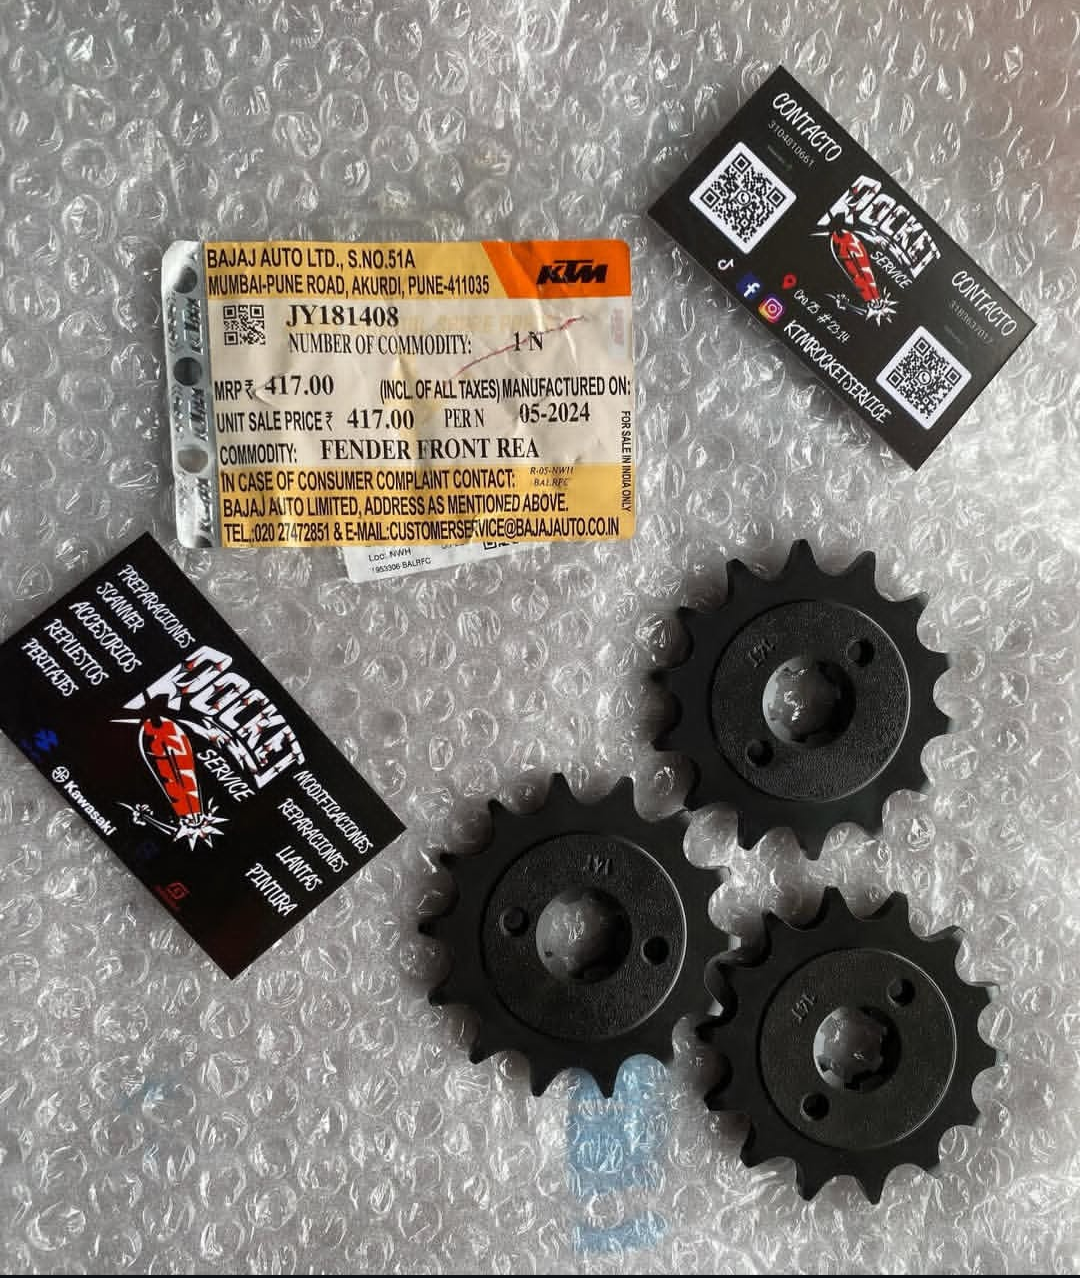 CONTACTO
3104810661
ROCKET
KTM
SERVICE
Cra 25 # 23 14
KTMROCKETSERVICE
CONTACTO
BAJAJ AUTO LTD., S.NO.51A
MUMBAI-PUNE ROAD, AKURDI, PUNE-411035
KTM
JY181408
NUMBER OF COMMODITY: 1 N
MRP ₹ 417.00 (INCL OF ALL TAXES) MANUFACTURED ON:
UNIT SALE PRICE ₹ 417.00 PER N 05-2024
COMMODITY: FENDER FRONT REA
IN CASE OF CONSUMER COMPLAINT CONTACT:
R-05-NWH
BALRFC
BAJAJ AUTO LIMITED, ADDRESS AS MENTIONED ABOVE.
TEL.:020 27472851 & E-MAIL:CUSTOMERSERVICE@BAJAJAUTO.CO.IN
FOR SALE IN INDIA ONLY
Loc: NWH
1953306 BALRFC
PREPARACIONES
SCANNER
ACCESORIOS
REPUESTOS
PERITAJES
ROCKET
KTM
SERVICE
Kawasaki
MODIFICACIONES
REPARACIONES
LLANTAS
PINTURA
14T
14T
14T